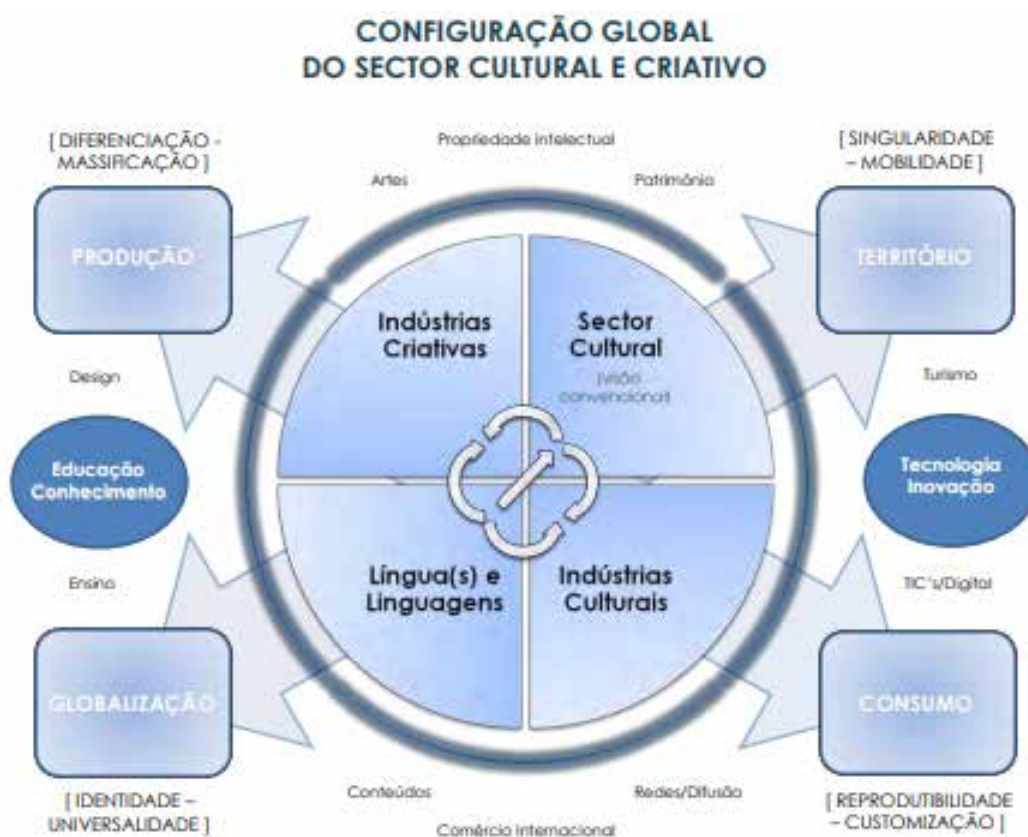 CONFIGURAÇÃO GLOBAL
DO SECTOR CULTURAL E CRIATIVO
[ DIFERENCIAÇÃO -
MASSIFICAÇÃO ]
Propriedade intelectual
[ SINGULARIDADE
– MOBILIDADE ]
Artes
Património
PRODUÇÃO
TERRITÓRIO
Indústrias
Criativas
Sector
Cultural
(visão
convencional)
Design
Turismo
Educação
Conhecimento
Tecnologia
Inovação
Língua(s) e
Linguagens
Indústrias
Culturais
Ensino
TIC's/Digital
GLOBALIZAÇÃO
CONSUMO
Conteúdos
Redes/Difusão
[ IDENTIDADE –
UNIVERSALIDADE ]
Comércio Internacional
[ REPRODUTIBILIDADE
– CUSTOMIZAÇÃO ]